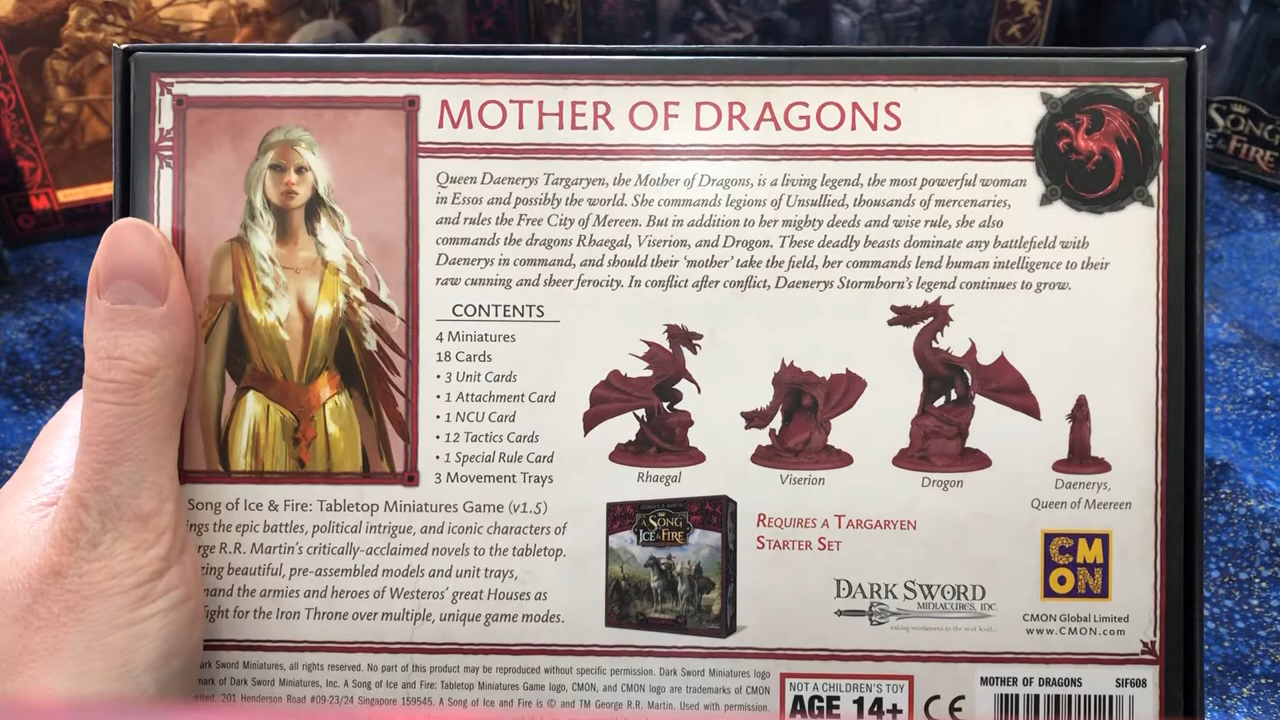 MOTHER OF DRAGONS
Queen Daenerys Targaryen, the Mother of Dragons, is a living legend, the most powerful woman
in Essos and possibly the world. She commands legions of Unsullied, thousands of mercenaries,
and rules the Free City of Mereen. But in addition to her mighty deeds and wise rule, she also
commands the dragons Rhaegal, Viserion, and Drogon. These deadly beasts dominate any battlefield with
Daenerys in command, and should their ‘mother’ take the field, her commands lend human intelligence to their
raw cunning and sheer ferocity. In conflict after conflict, Daenerys Stormborn’s legend continues to grow.
CONTENTS
4 Miniatures
18 Cards
• 3 Unit Cards
• 1 Attachment Card
• 1 NCU Card
• 12 Tactics Cards
• 1 Special Rule Card
3 Movement Trays
Rhaegal
Viserion
Drogon
Daenerys,
Queen of Meereen
Song of Ice & Fire: Tabletop Miniatures Game (v1.5)
the epic battles, political intrigue, and iconic characters of
R.R. Martin’s critically-acclaimed novels to the tabletop.
beautiful, pre-assembled models and unit trays,
the armies and heroes of Westeros’ great Houses as
for the Iron Throne over multiple, unique game modes.
A SONG
OF
ICE & FIRE
REQUIRES A TARGARYEN
STARTER SET
DARK SWORD
MINIATURES, INC.
taking miniatures to the next level...
CMON
CMON Global Limited
www.CMON.com
Sword Miniatures, all rights reserved. No part of this product may be reproduced without specific permission. Dark Sword Miniatures logo
of Dark Sword Miniatures, Inc. A Song of Ice and Fire: Tabletop Miniatures Game logo, CMON, and CMON logo are trademarks of CMON
201 Henderson Road #09-23/24 Singapore 159545. A Song of Ice and Fire is © and TM George R.R. Martin. Used with permission.
NOT A CHILDREN'S TOY
AGE 14+
CE
MOTHER OF DRAGONS SIF608
SONG
& FIRE